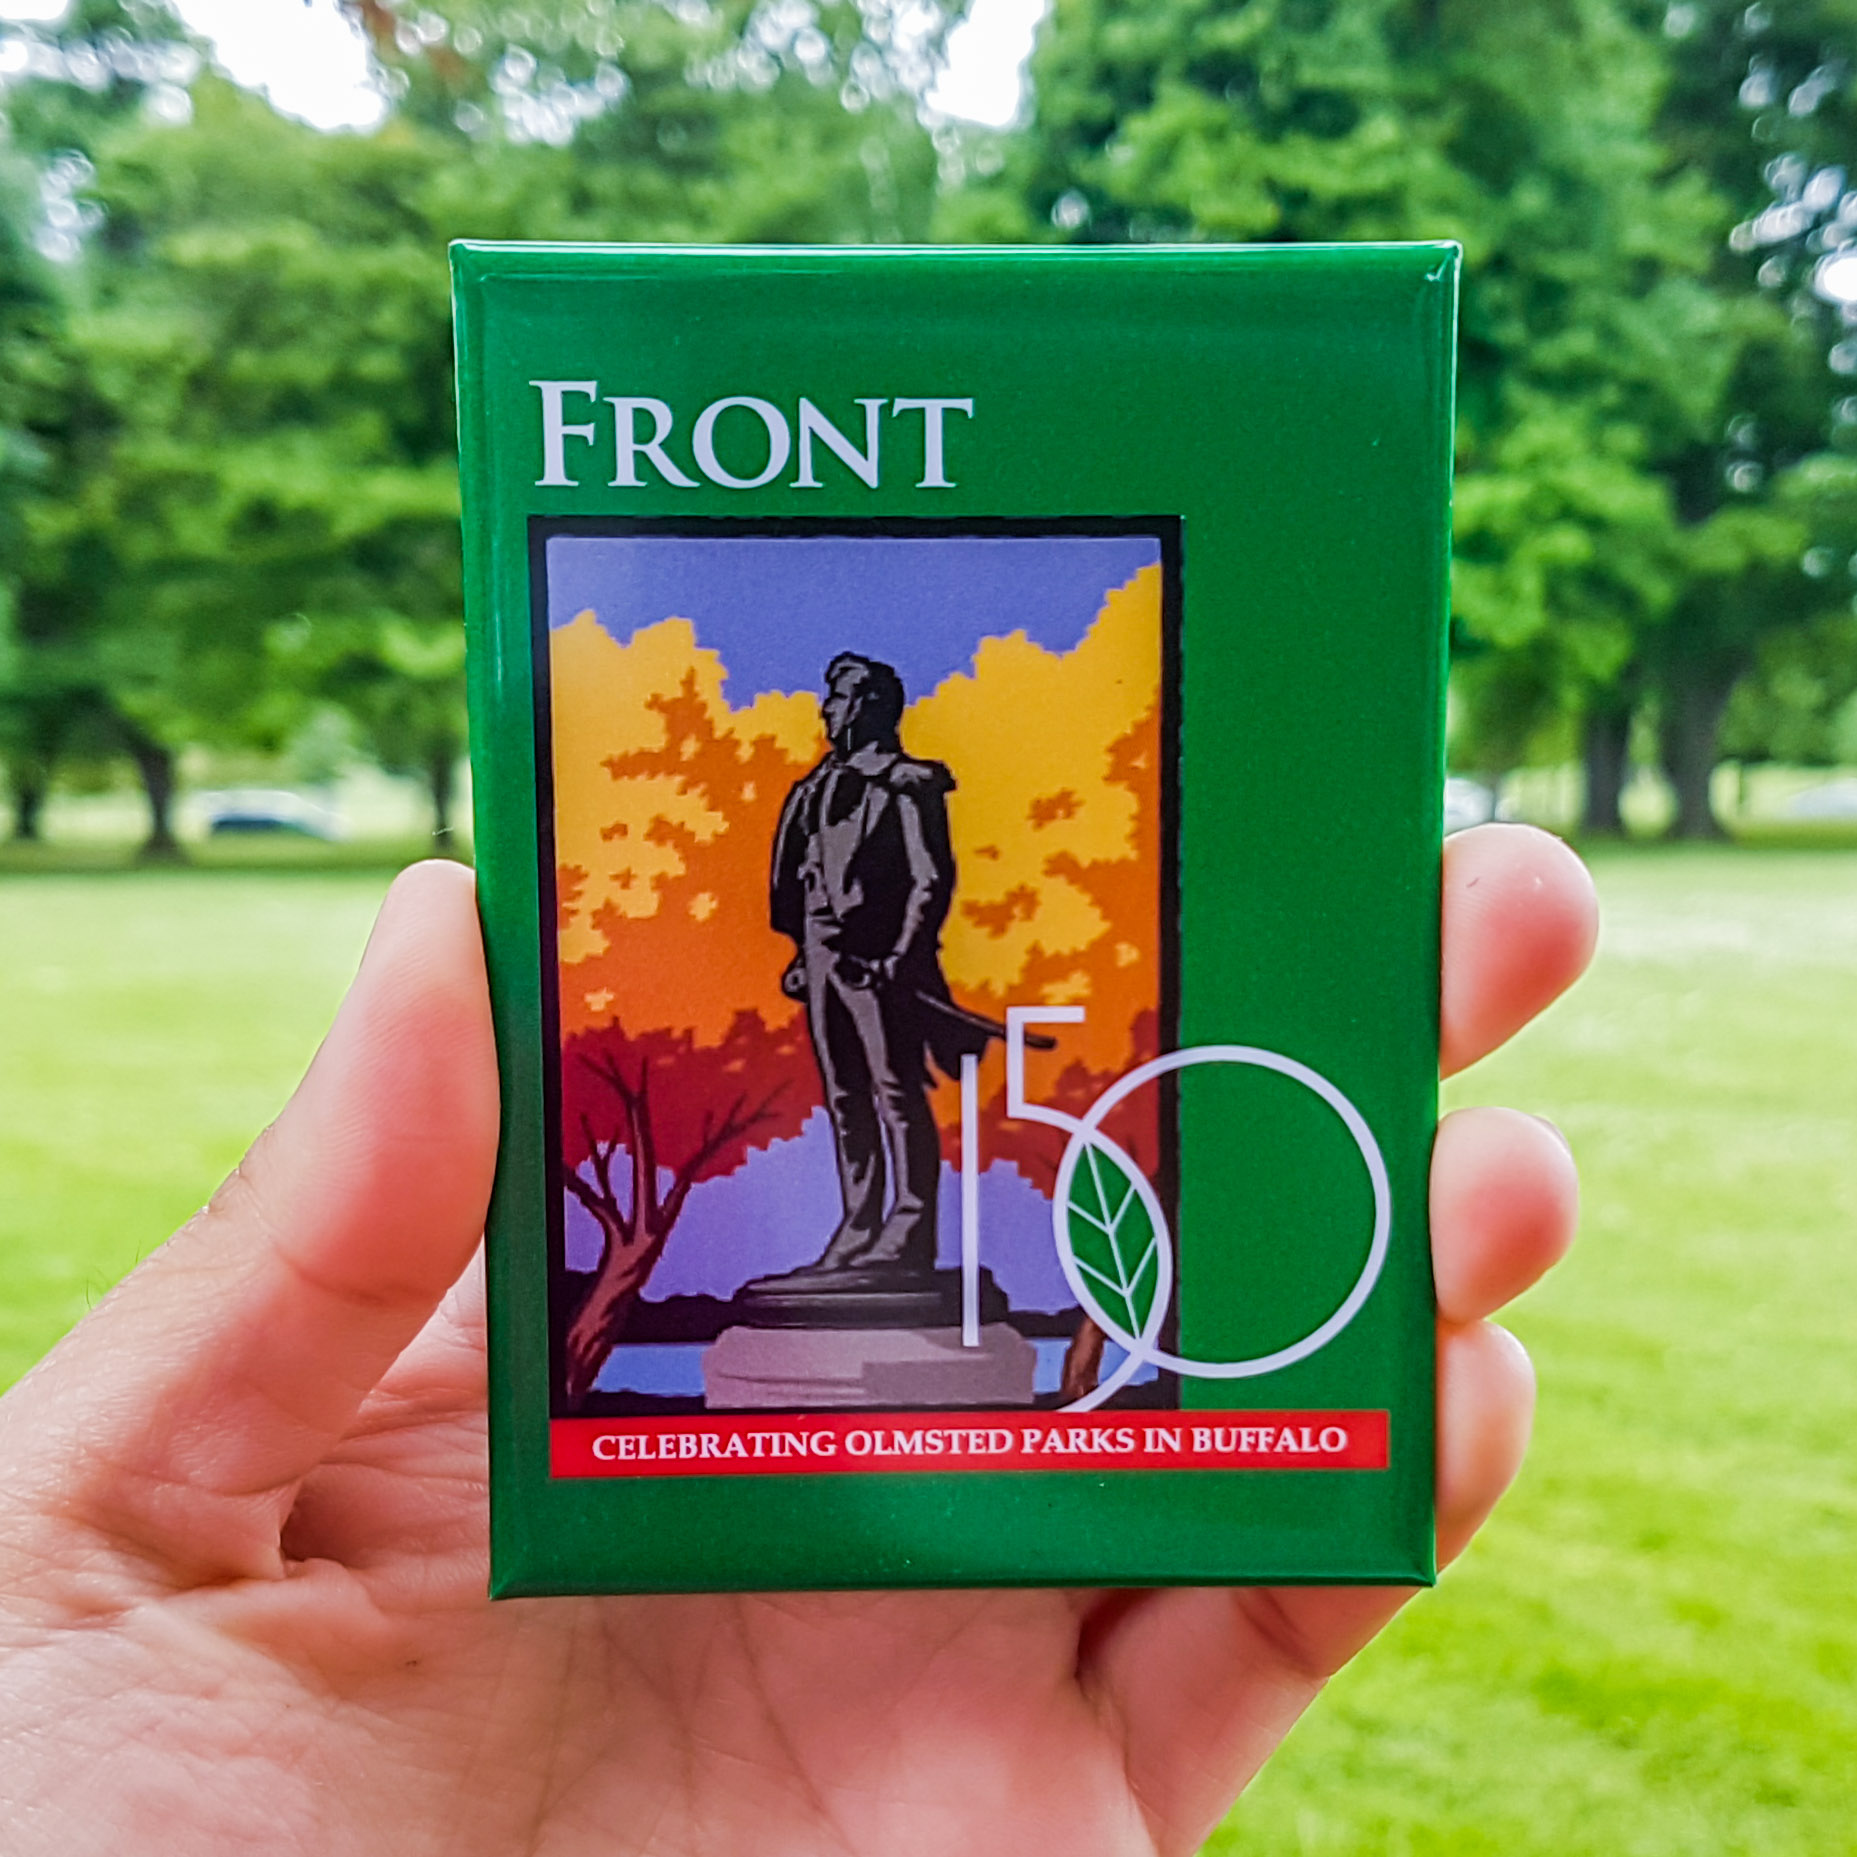 FRONT
150
CELEBRATING OLMSTED PARKS IN BUFFALO